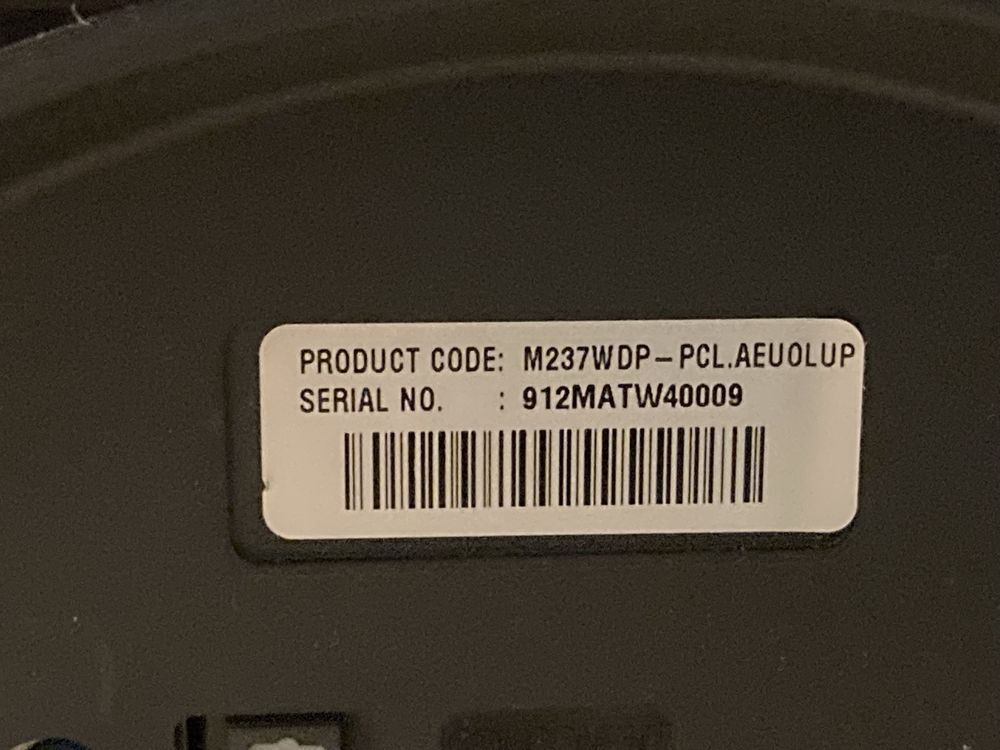 PRODUCT CODE: M237WDP-PCL.AEUOLUP
SERIAL NO. : 912MATW40009